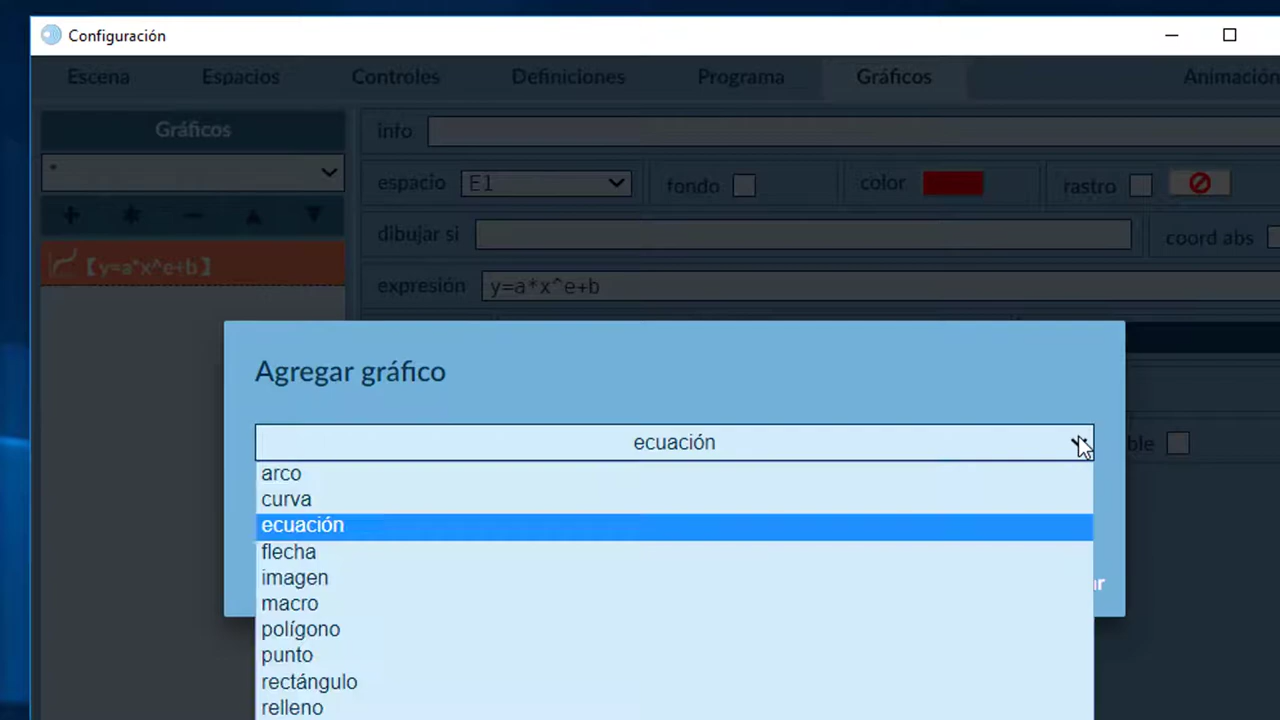 Configuración
Escena Espacios Controles Definiciones Programa Gráficos Animación
Gráficos
info
*
espacio E1 fondo color rastro
dibujar si coord abs
【y=a*x^e+b】
expresión y=a*x^e+b
Agregar gráfico
ecuación
arco
curva
ecuación
flecha
imagen
macro
polígono
punto
rectángulo
relleno